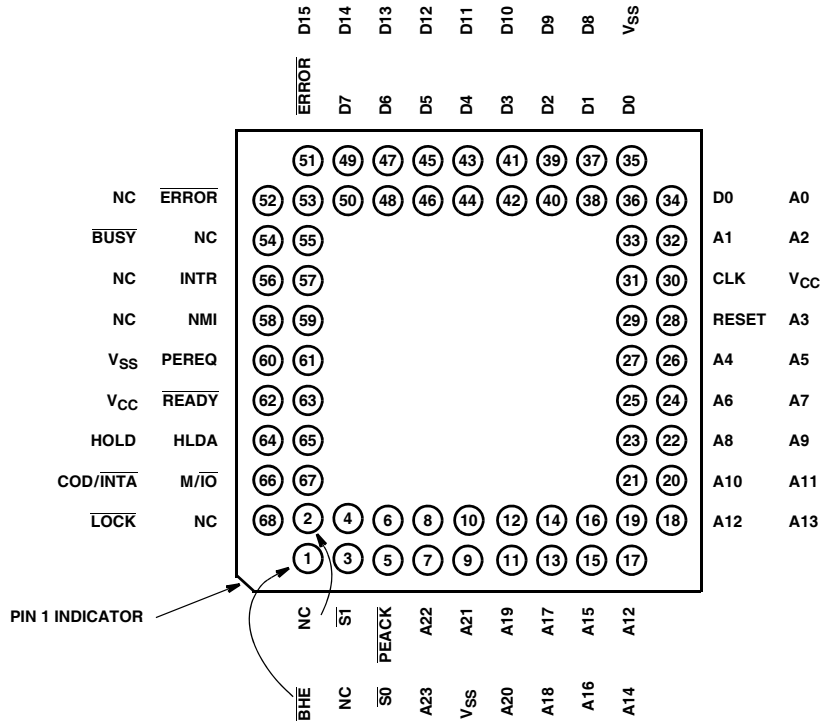 D15 D14 D13 D12 D11 D10 D9 D8 VSS
ERROR D7 D6 D5 D4 D3 D2 D1 D0
51 49 47 45 43 41 39 37 35
NC ERROR 52 53 50 48 46 44 42 40 38 36 34 D0 A0
BUSY NC 54 55 33 32 A1 A2
NC INTR 56 57 31 30 CLK VCC
NC NMI 58 59 29 28 RESET A3
VSS PEREQ 60 61 27 26 A4 A5
VCC READY 62 63 25 24 A6 A7
HOLD HLDA 64 65 23 22 A8 A9
COD/INTA M/IO 66 67 21 20 A10 A11
LOCK NC 68 2 4 6 8 10 12 14 16 19 18 A12 A13
1 3 5 7 9 11 13 15 17
PIN 1 INDICATOR
NC S1 PEACK A22 A21 A19 A17 A15 A12
BHE NC S0 A23 VSS A20 A18 A16 A14